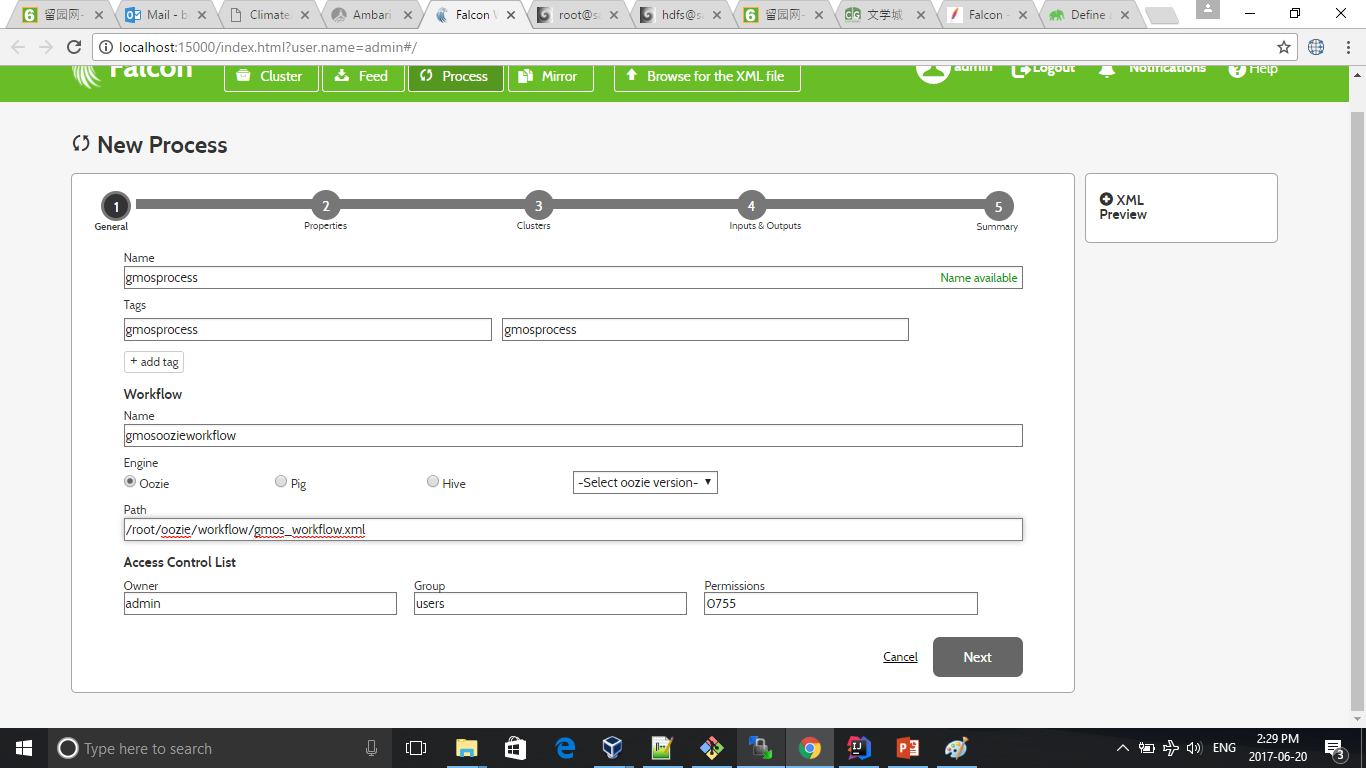 留园网- Mail - b Climate. Ambari Falcon root@s hdfs@s 留园网- 文学城 Falcon - Define
localhost:15000/index.html?user.name=admin#/
Falcon Cluster Feed Process Mirror Browse for the XML file admin Logout Notifications Help
New Process
1 2 3 4 5
General Properties Clusters Inputs & Outputs Summary
XML
Preview
Name
gmosprocess Name available
Tags
gmosprocess gmosprocess
+ add tag
Workflow
Name
gmosoozieworkflow
Engine
Oozie Pig Hive -Select oozie version-
Path
/root/oozie/workflow/gmos_workflow.xml
Access Control List
Owner Group Permissions
admin users 0755
Cancel Next
Type here to search ENG 2:29 PM
2017-06-20 3